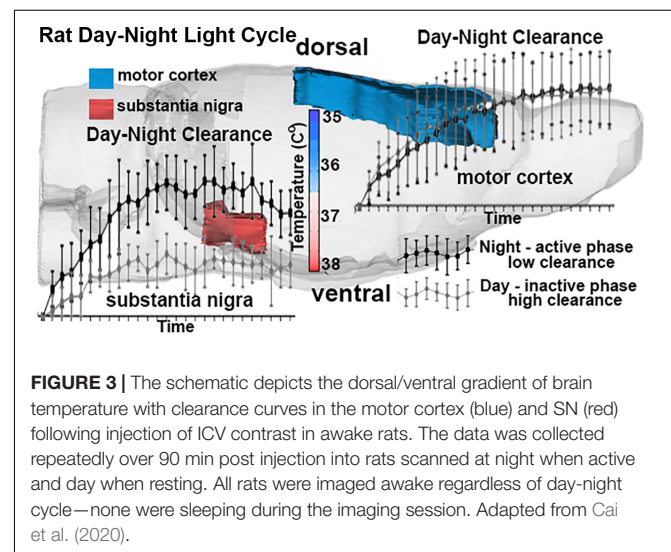 Rat Day-Night Light Cycle
dorsal
Day-Night Clearance
motor cortex
substantia nigra
Day-Night Clearance
35
36
37
38
Temperature (C°)
motor cortex
Time
Night - active phase
low clearance
Day - inactive phase
high clearance
substantia nigra
ventral
Time
FIGURE 3 | The schematic depicts the dorsal/ventral gradient of brain
temperature with clearance curves in the motor cortex (blue) and SN (red)
following injection of ICV contrast in awake rats. The data was collected
repeatedly over 90 min post injection into rats scanned at night when active
and day when resting. All rats were imaged awake regardless of day-night
cycle—none were sleeping during the imaging session. Adapted from Cai
et al. (2020).